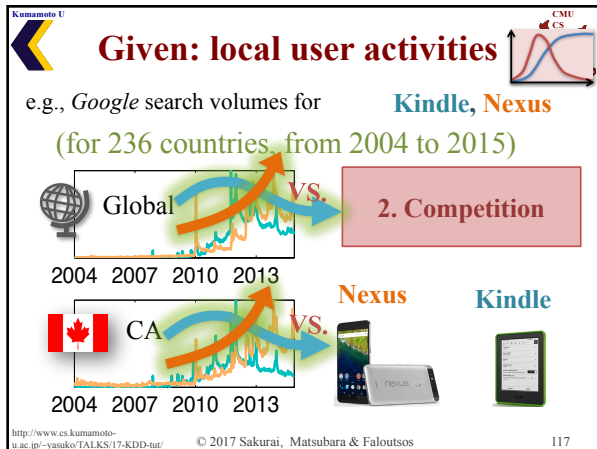 Kumamoto U
CMU
CS
Given: local user activities
e.g., Google search volumes for Kindle, Nexus
(for 236 countries, from 2004 to 2015)
Global
VS.
2. Competition
2004 2007 2010 2013
Nexus
Kindle
CA
VS.
nexus
2004 2007 2010 2013
http://www.cs.kumamoto-
u.ac.jp/~yasuko/TALKS/17-KDD-tut/
© 2017 Sakurai, Matsubara & Faloutsos
117